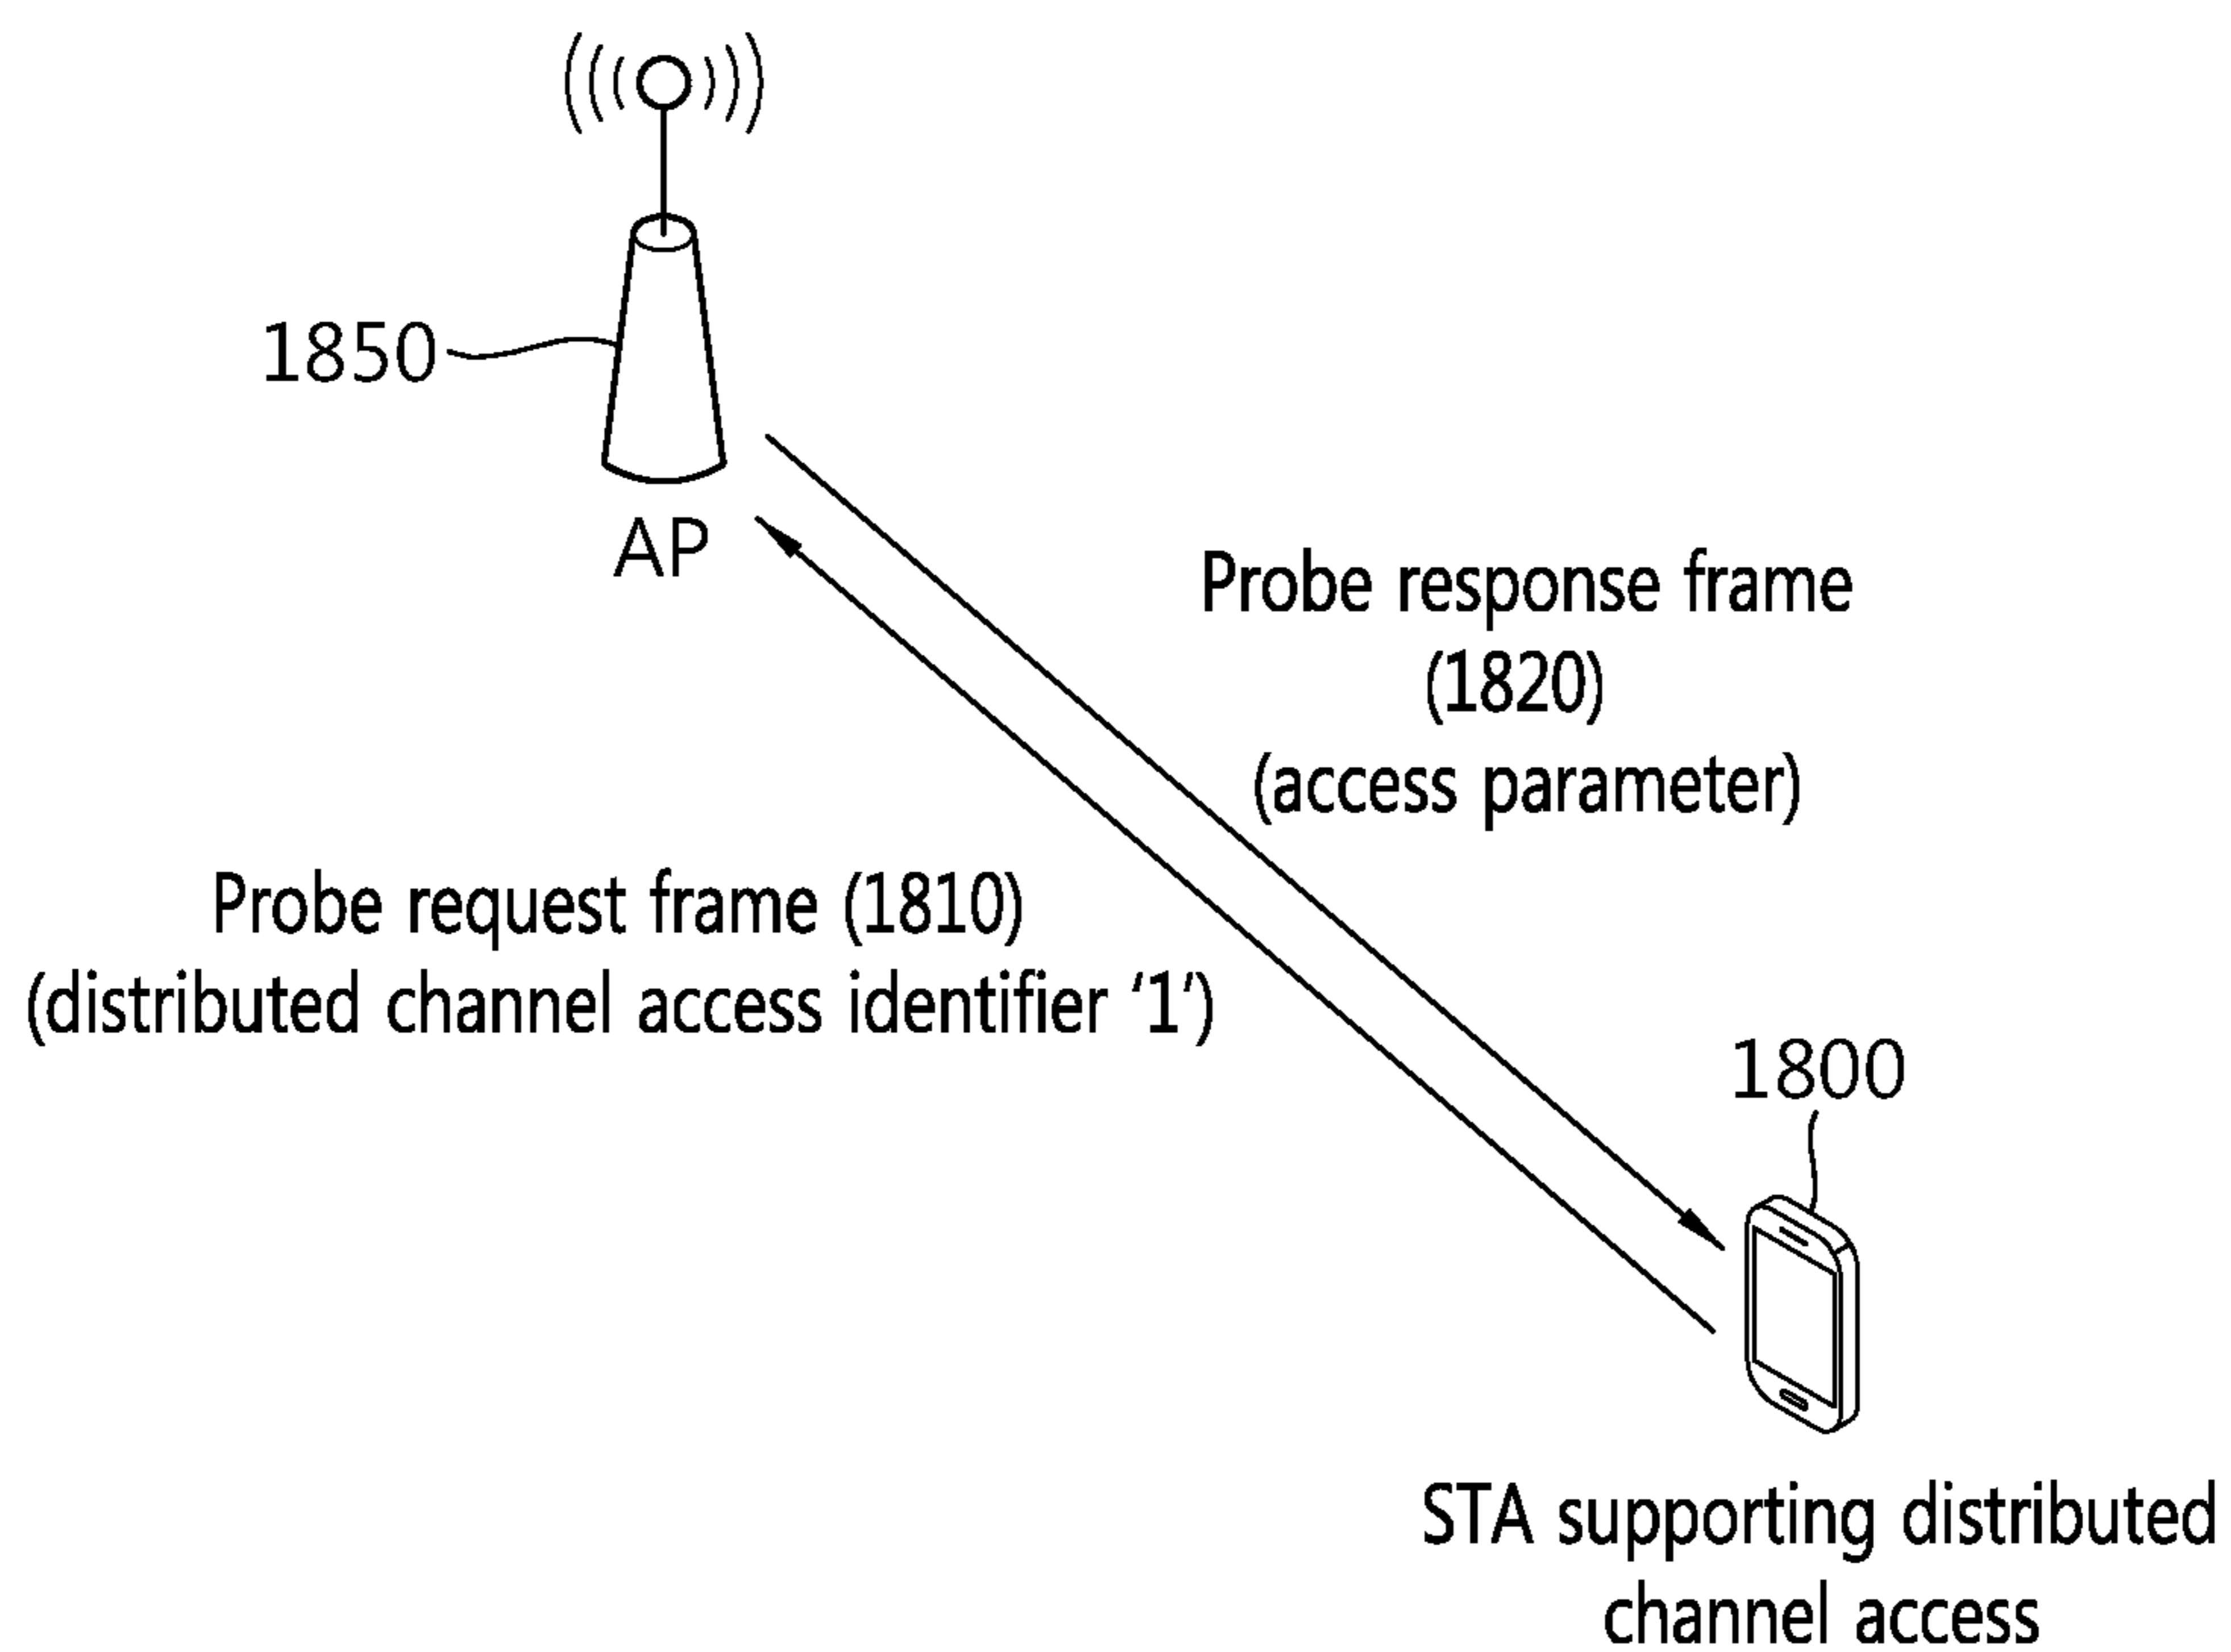 1850
AP
Probe response frame
(1820)
(access parameter)
Probe request frame (1810)
(distributed channel access identifier ‘1’)
1800
STA supporting distributed
channel access